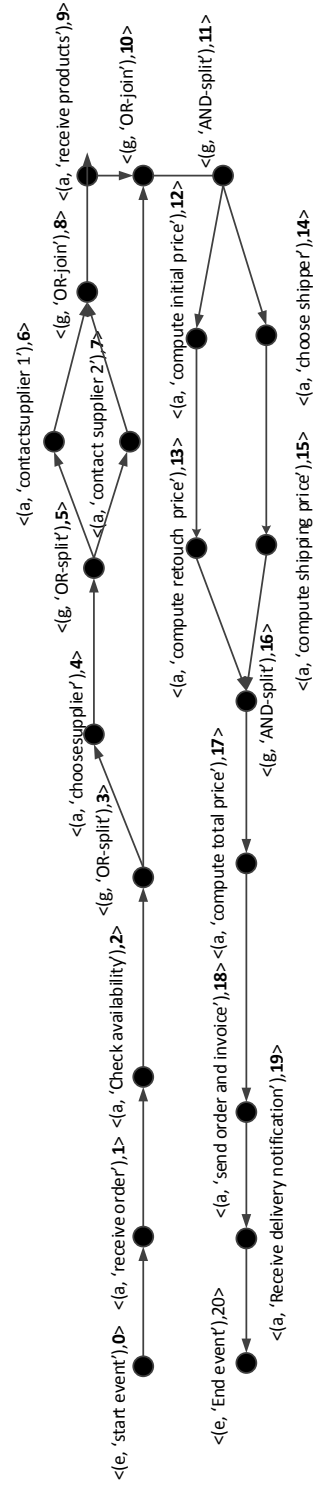 <(e, 'start event'),0>
<(a, 'receive order'),1>
<(a, 'Check availability'),2>
<(g, 'OR-split'),3>
<(a, 'choosesupplier'),4>
<(g, 'OR-split'),5>
<(a, 'contactsupplier 1'),6>
<(a, 'contact supplier 2'),7>
<(g, 'OR-join'),8>
<(a, 'receive products'),9>
<(g, 'OR-join'),10>
<(g, 'AND-split'),11>
<(a, 'compute initial price'),12>
<(a, 'compute retouch price'),13>
<(a, 'choose shipper'),14>
<(a, 'compute shipping price'),15>
<(g, 'AND-split'),16>
<(a, 'compute total price'),17>
<(a, 'send order and invoice'),18>
<(a, 'Receive delivery notification'),19>
<(e, 'End event'),20>